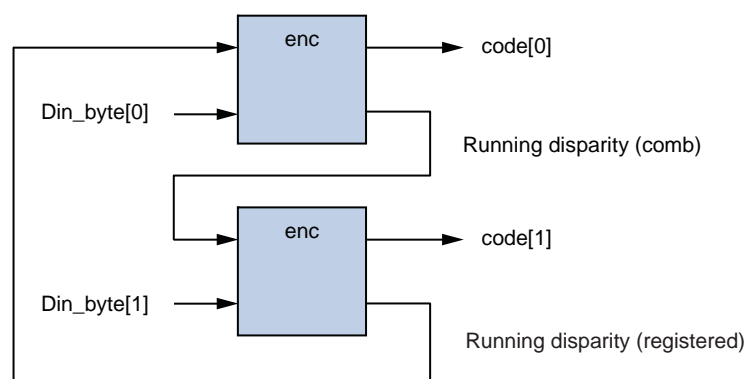 enc
code[0]
Din_byte[0]
Running disparity (comb)
enc
code[1]
Din_byte[1]
Running disparity (registered)